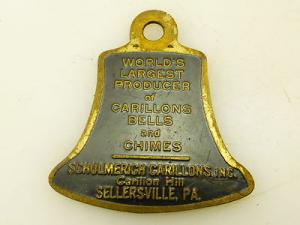 WORLD'S
LARGEST
PRODUCER
of
CARILLONS
BELLS
and
CHIMES
SCHULMERICH CARILLONS, INC.
Carillon Hill
SELLERSVILLE, PA.